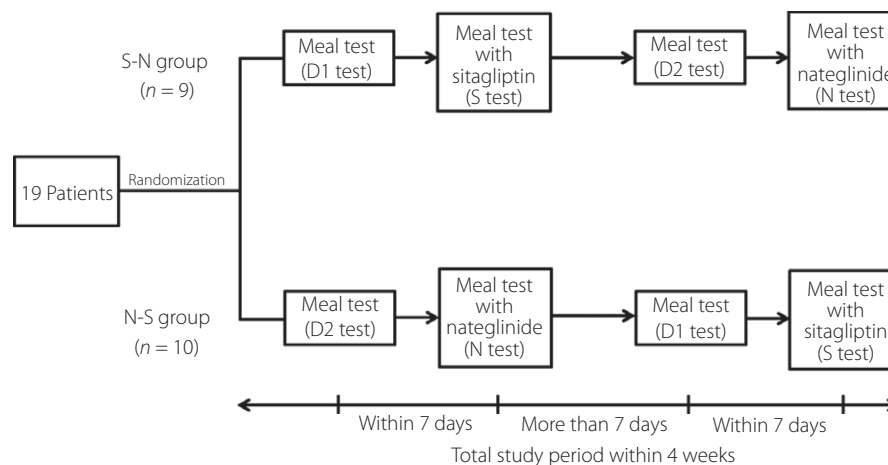 S-N group
(n = 9)
Meal test
(D1 test)
Meal test
with
sitagliptin
(S test)
Meal test
(D2 test)
Meal test
with
nateglinide
(N test)
19 Patients
Randomization
N-S group
(n = 10)
Meal test
(D2 test)
Meal test
with
nateglinide
(N test)
Meal test
(D1 test)
Meal test
with
sitagliptin
(S test)
Within 7 days
More than 7 days
Within 7 days
Total study period within 4 weeks